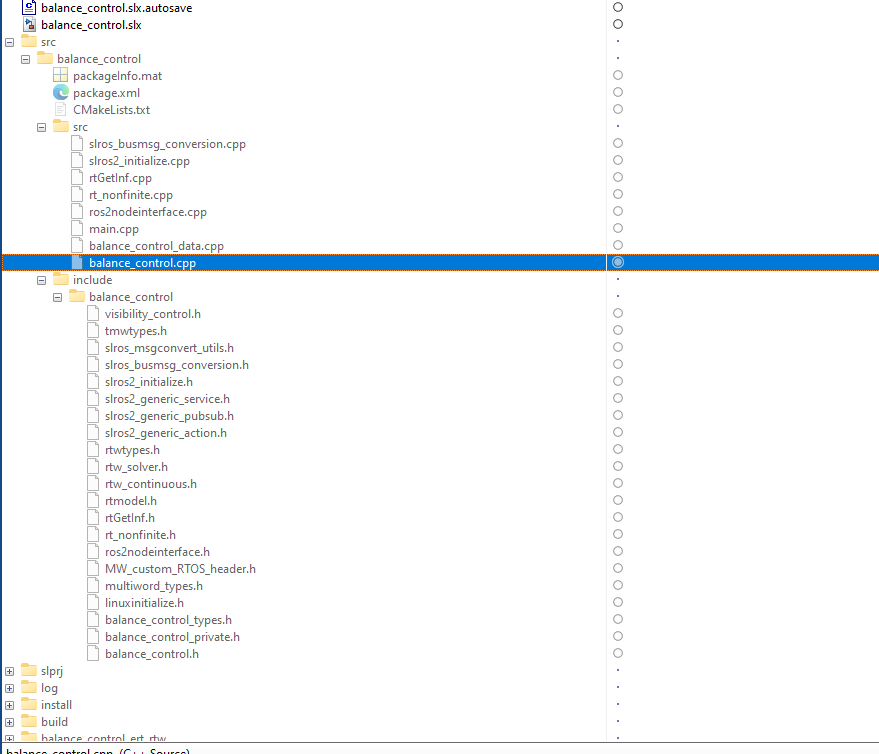 balance_control.slx.autosave
balance_control.slx
src
balance_control
packageInfo.mat
package.xml
CMakeLists.txt
src
slros_busmsg_conversion.cpp
slros2_initialize.cpp
rtGetInf.cpp
rt_nonfinite.cpp
ros2nodeinterface.cpp
main.cpp
balance_control_data.cpp
balance_control.cpp
include
balance_control
visibility_control.h
tmwtypes.h
slros_msgconvert_utils.h
slros_busmsg_conversion.h
slros2_initialize.h
slros2_generic_service.h
slros2_generic_pubsub.h
slros2_generic_action.h
rtwtypes.h
rtw_solver.h
rtw_continuous.h
rtmodel.h
rtGetInf.h
rt_nonfinite.h
ros2nodeinterface.h
MW_custom_RTOS_header.h
multiword_types.h
linuxinitialize.h
balance_control_types.h
balance_control_private.h
balance_control.h
slprj
log
install
build
balance_control_ert_rtw
balance_control.cpp (C++ Source)